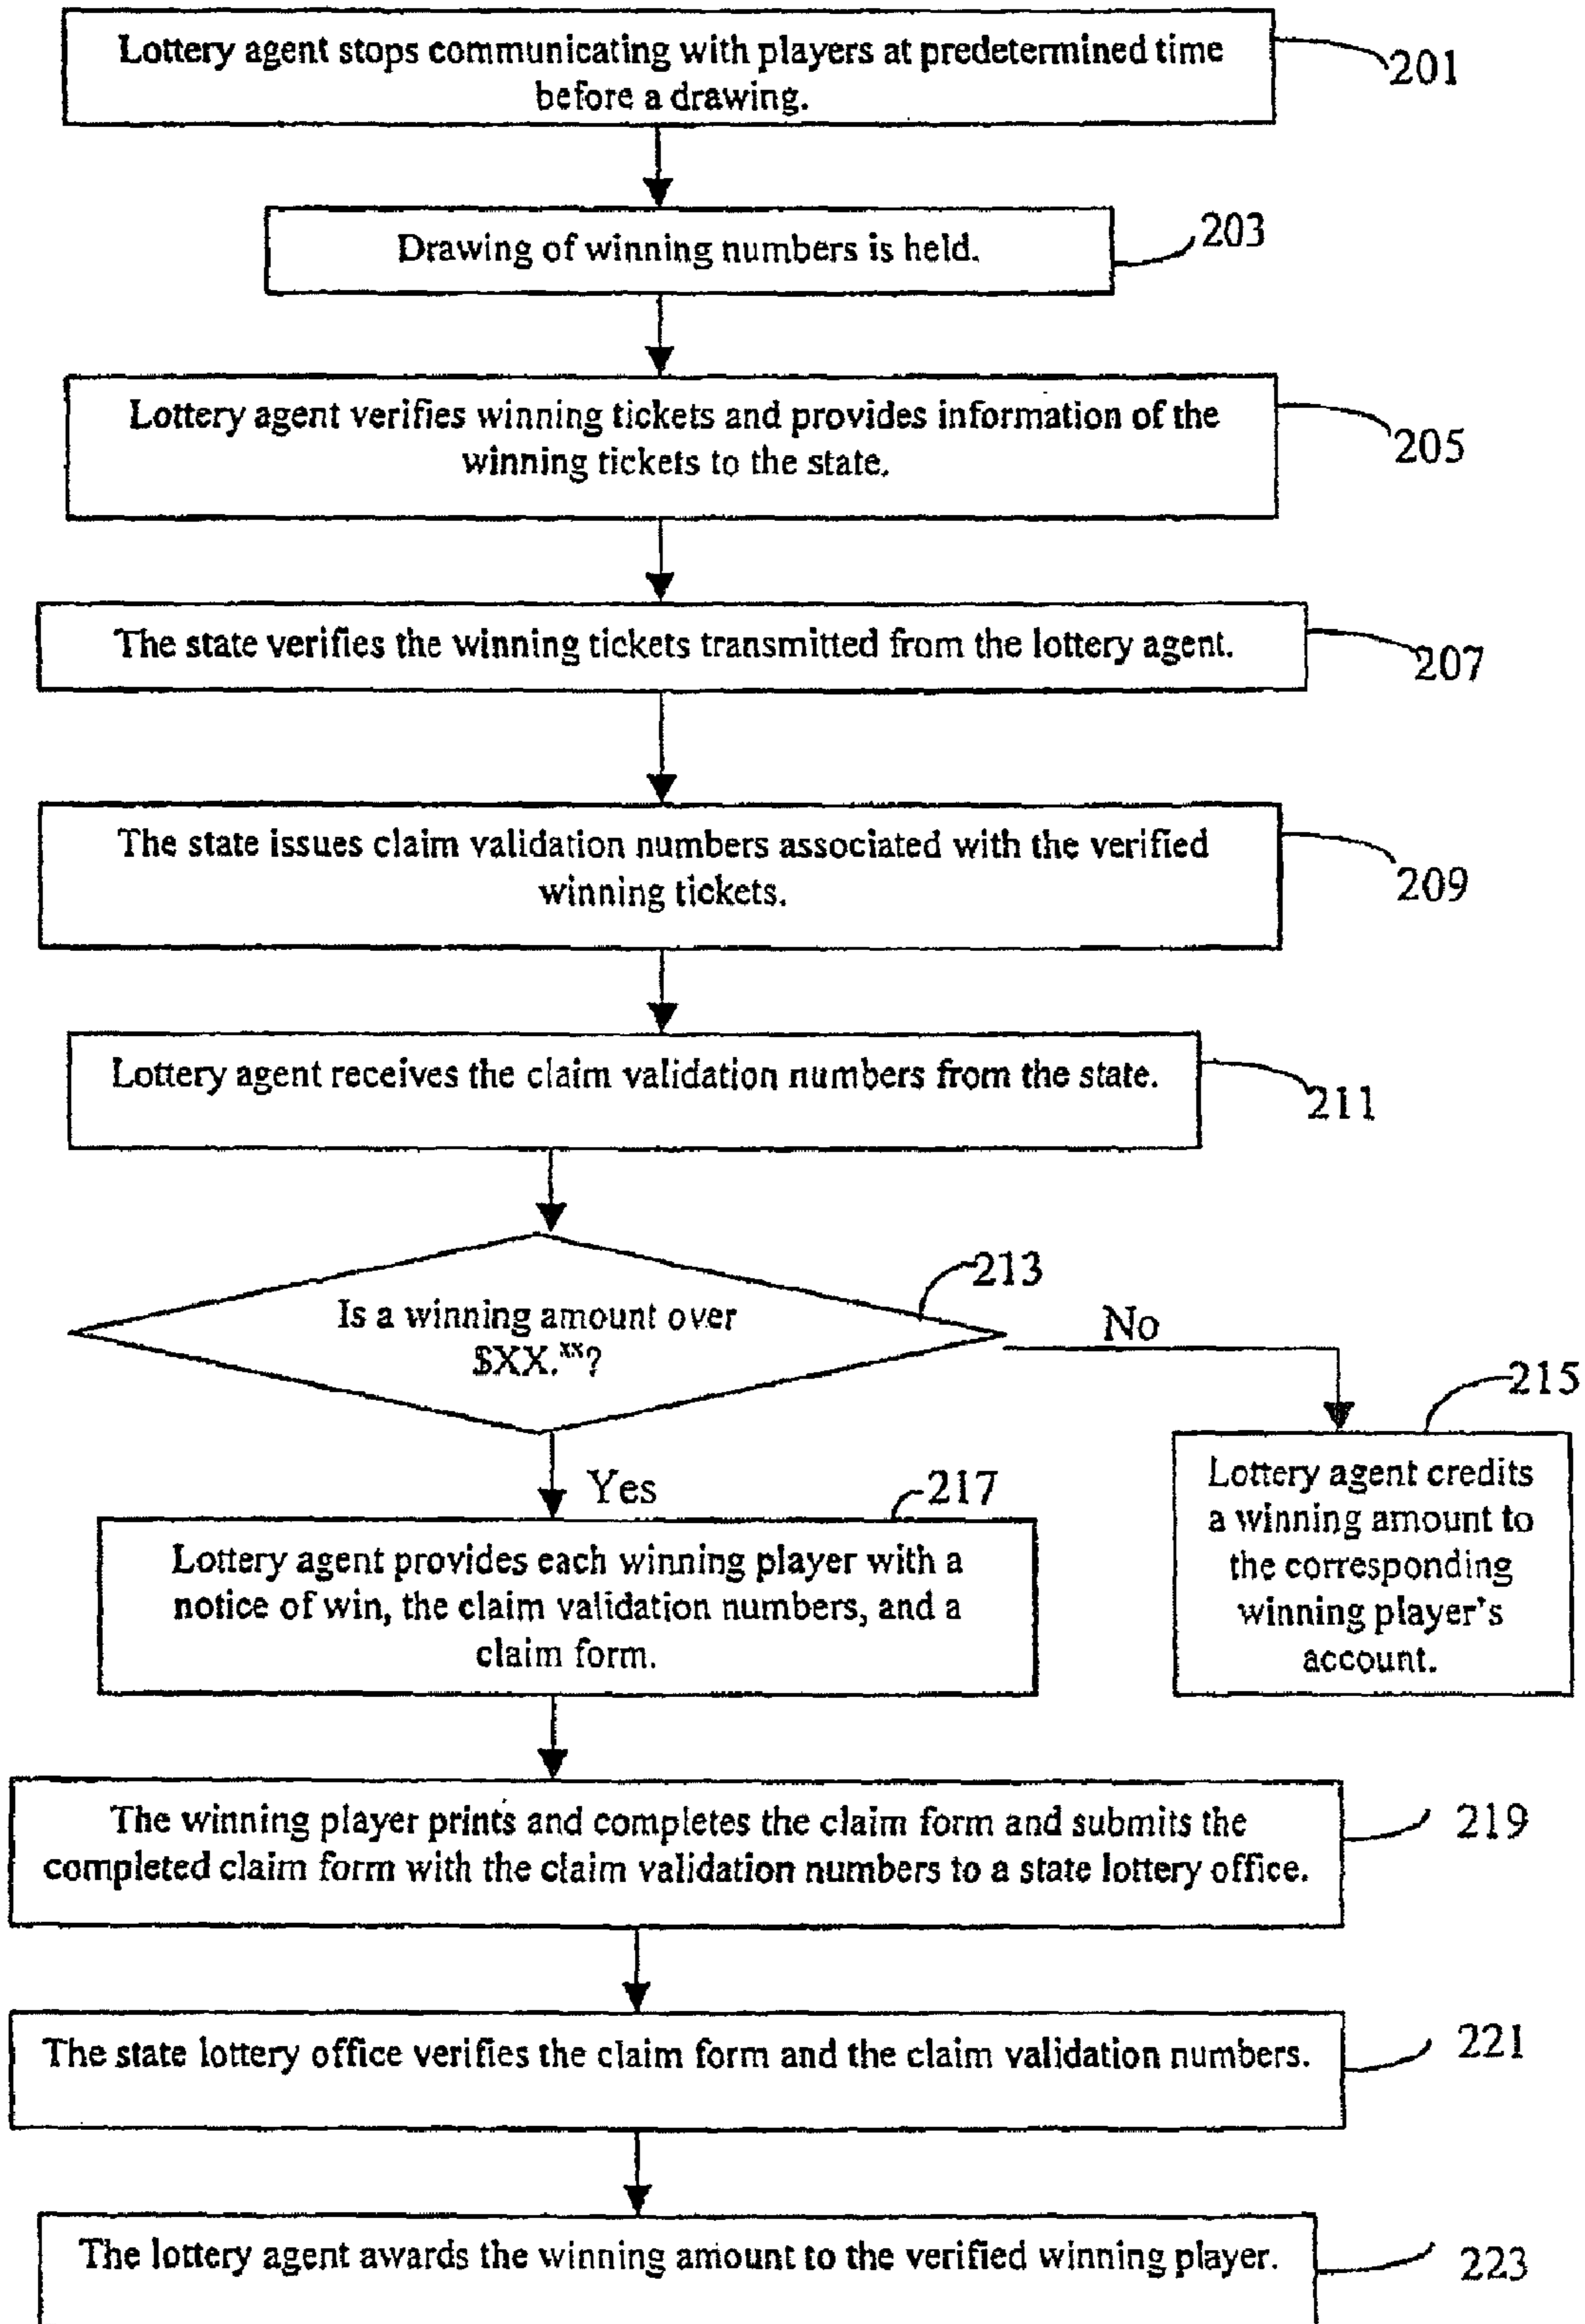 Lottery agent stops communicating with players at predetermined time
before a drawing.
201
Drawing of winning numbers is held.
203
Lottery agent verifies winning tickets and provides information of the
winning tickets to the state.
205
The state verifies the winning tickets transmitted from the lottery agent.
207
The state issues claim validation numbers associated with the verified
winning tickets.
209
Lottery agent receives the claim validation numbers from the state.
211
213
Is a winning amount over
$XX.xx?
No
215
Lottery agent credits
a winning amount to
the corresponding
winning player's
account.
Yes
217
Lottery agent provides each winning player with a
notice of win, the claim validation numbers, and a
claim form.
The winning player prints and completes the claim form and submits the
completed claim form with the claim validation numbers to a state lottery office.
219
The state lottery office verifies the claim form and the claim validation numbers.
221
The lottery agent awards the winning amount to the verified winning player.
223